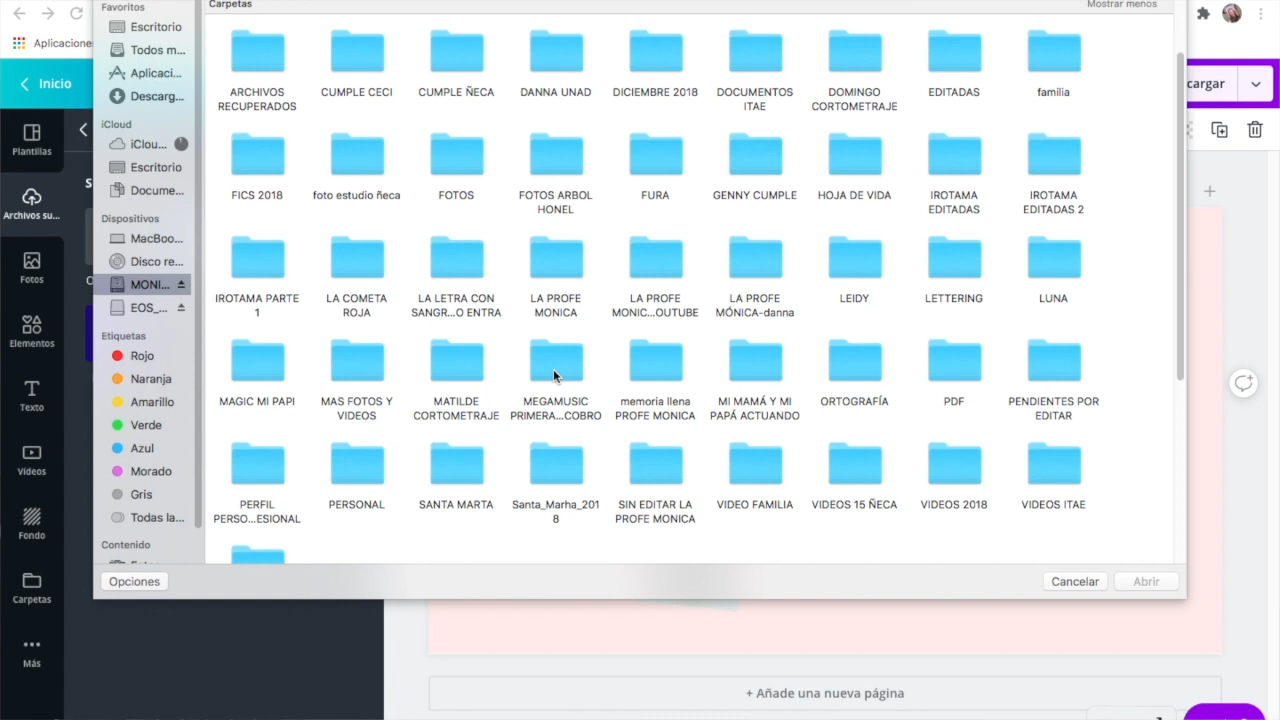 Favoritos
Carpetas
Mostrar menos
Escritorio
Todos m...
Aplicaci...
Descarg...
iCloud
iClou...
Escritorio
Docume...
Dispositivos
MacBoo...
Disco re...
MONI...
EOS_...
Etiquetas
Rojo
Naranja
Amarillo
Verde
Azul
Morado
Gris
Todas la...
Contenido
ARCHIVOS
RECUPERADOS
CUMPLE CECI
CUMPLE ÑECA
DANNA UNAD
DICIEMBRE 2018
DOCUMENTOS
ITAE
DOMINGO
CORTOMETRAJE
EDITADAS
familia
FICS 2018
foto estudio ñeca
FOTOS
FOTOS ARBOL
HONEL
FURA
GENNY CUMPLE
HOJA DE VIDA
IROTAMA
EDITADAS
IROTAMA
EDITADAS 2
IROTAMA PARTE
1
LA COMETA
ROJA
LA LETRA CON
SANGR...O ENTRA
LA PROFE
MONICA
LA PROFE
MONIC...OUTUBE
LA PROFE
MÓNICA-danna
LEIDY
LETTERING
LUNA
MAGIC MI PAPI
MAS FOTOS Y
VIDEOS
MATILDE
CORTOMETRAJE
MEGAMUSIC
PRIMERA...COBRO
memoria llena
PROFE MONICA
MI MAMÁ Y MI
PAPÁ ACTUANDO
ORTOGRAFÍA
PDF
PENDIENTES POR
EDITAR
PERFIL
PERSO...ESIONAL
PERSONAL
SANTA MARTA
Santa_Marha_201
8
SIN EDITAR LA
PROFE MONICA
VIDEO FAMILIA
VIDEOS 15 ÑECA
VIDEOS 2018
VIDEOS ITAE
Opciones
Cancelar
Abrir
Aplicaciones
Inicio
Plantillas
Archivos su...
Fotos
Elementos
Texto
Vídeos
Fondo
Carpetas
Más
cargar
+ Añade una nueva página